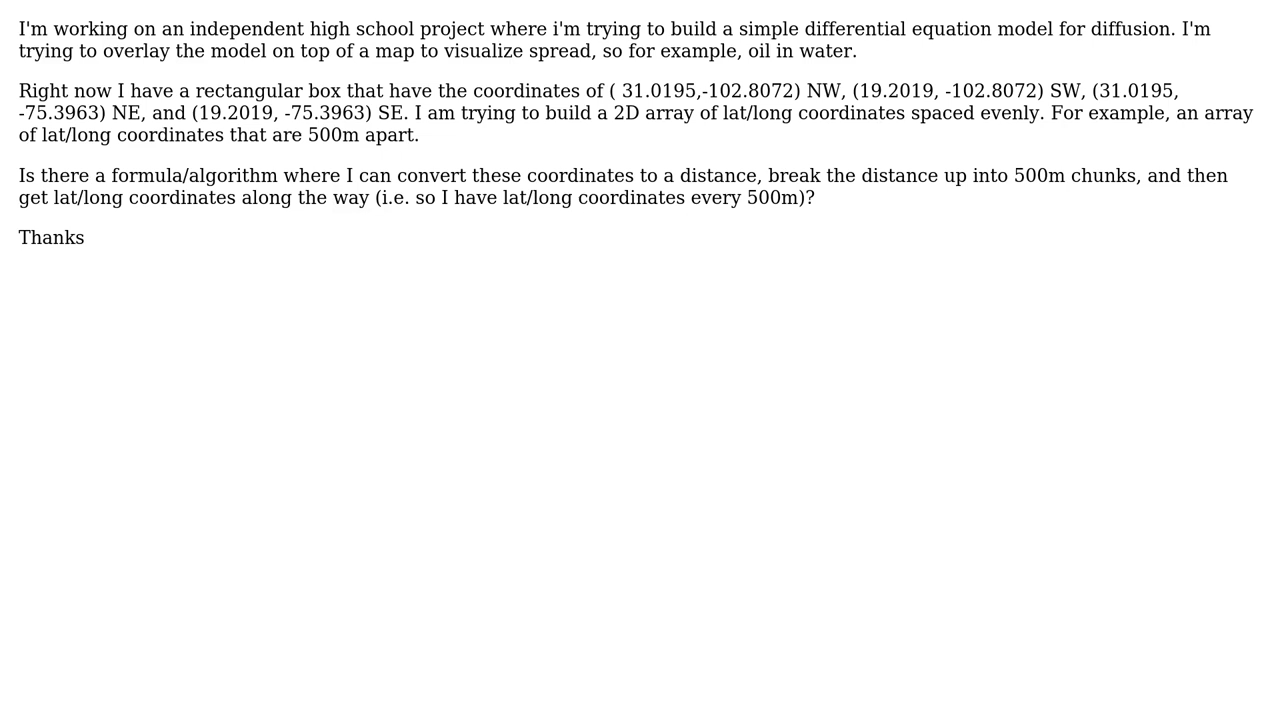 I'm working on an independent high school project where i'm trying to build a simple differential equation model for diffusion. I'm
trying to overlay the model on top of a map to visualize spread, so for example, oil in water.
Right now I have a rectangular box that have the coordinates of ( 31.0195,-102.8072) NW, (19.2019, -102.8072) SW, (31.0195,
-75.3963) NE, and (19.2019, -75.3963) SE. I am trying to build a 2D array of lat/long coordinates spaced evenly. For example, an array
of lat/long coordinates that are 500m apart.
Is there a formula/algorithm where I can convert these coordinates to a distance, break the distance up into 500m chunks, and then
get lat/long coordinates along the way (i.e. so I have lat/long coordinates every 500m)?
Thanks